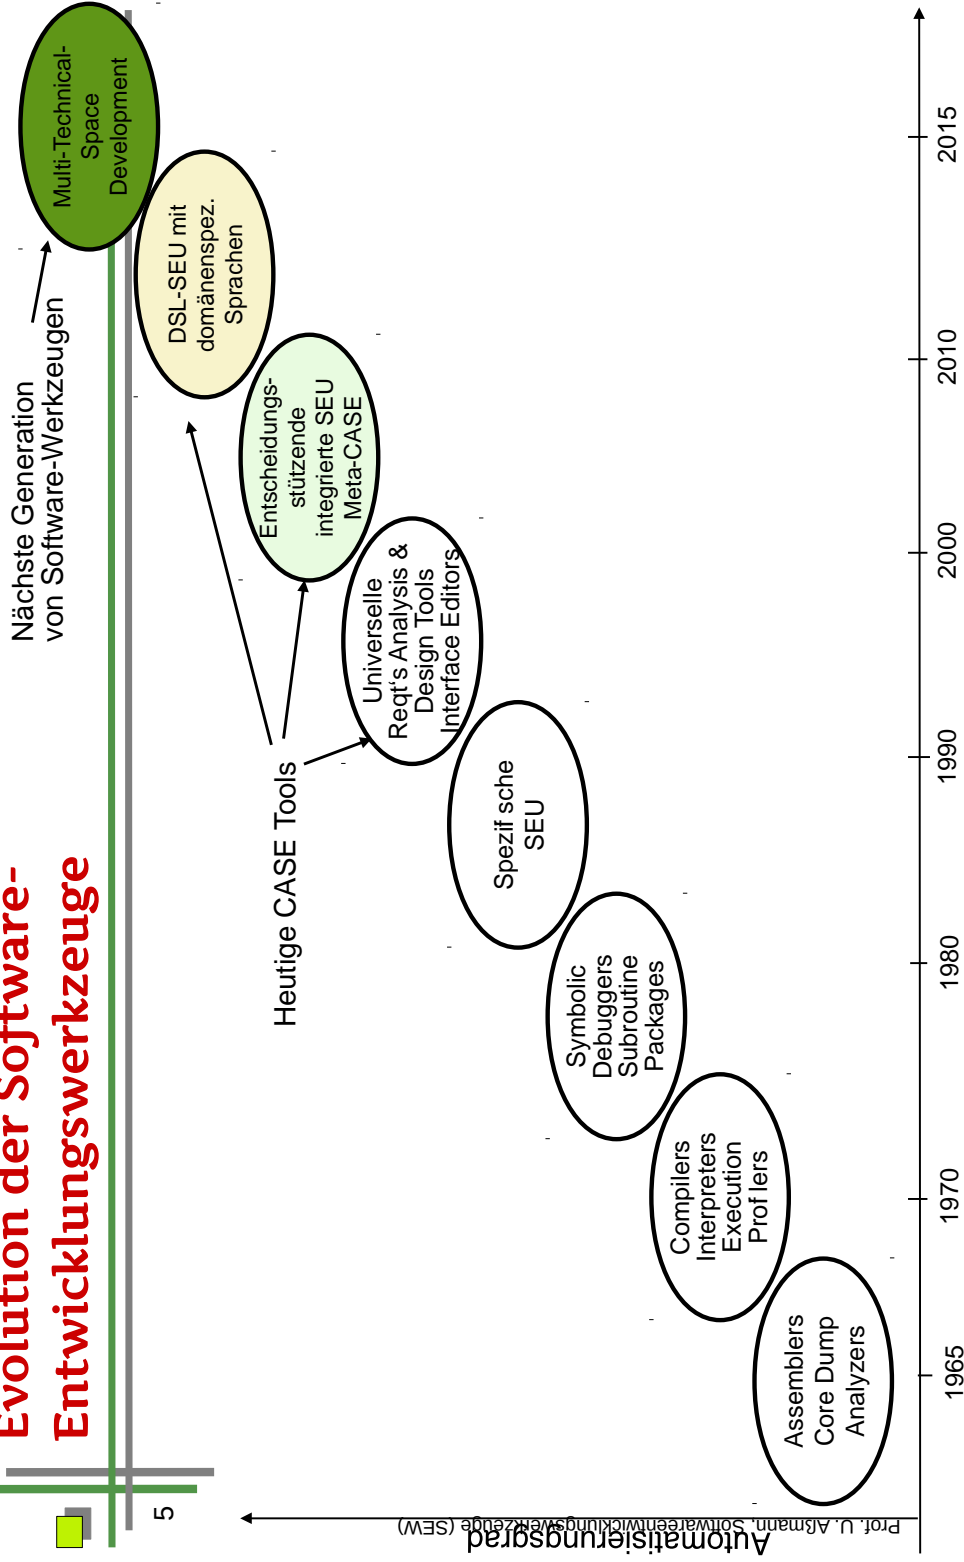 Evolution der Software-
Entwicklungswerkzeuge
5
Nächste Generation
von Software-Werkzeugen
Multi-Technical-
Space
Development
DSL-SEU mit
domänenspez.
Sprachen
Entscheidungs-
stützende
integrierte SEU
Meta-CASE
Universelle
Reqt's Analysis &
Design Tools
Interface Editors
Heutige CASE Tools
Spezif sche
SEU
Symbolic
Debuggers
Subroutine
Packages
Compilers
Interpreters
Execution
Prof lers
Assemblers
Core Dump
Analyzers
Automatisierungsgrad
Prof. U. Aßmann, Softwareentwicklungswerkzeuge (SEW)
1965
1970
1980
1990
2000
2010
2015